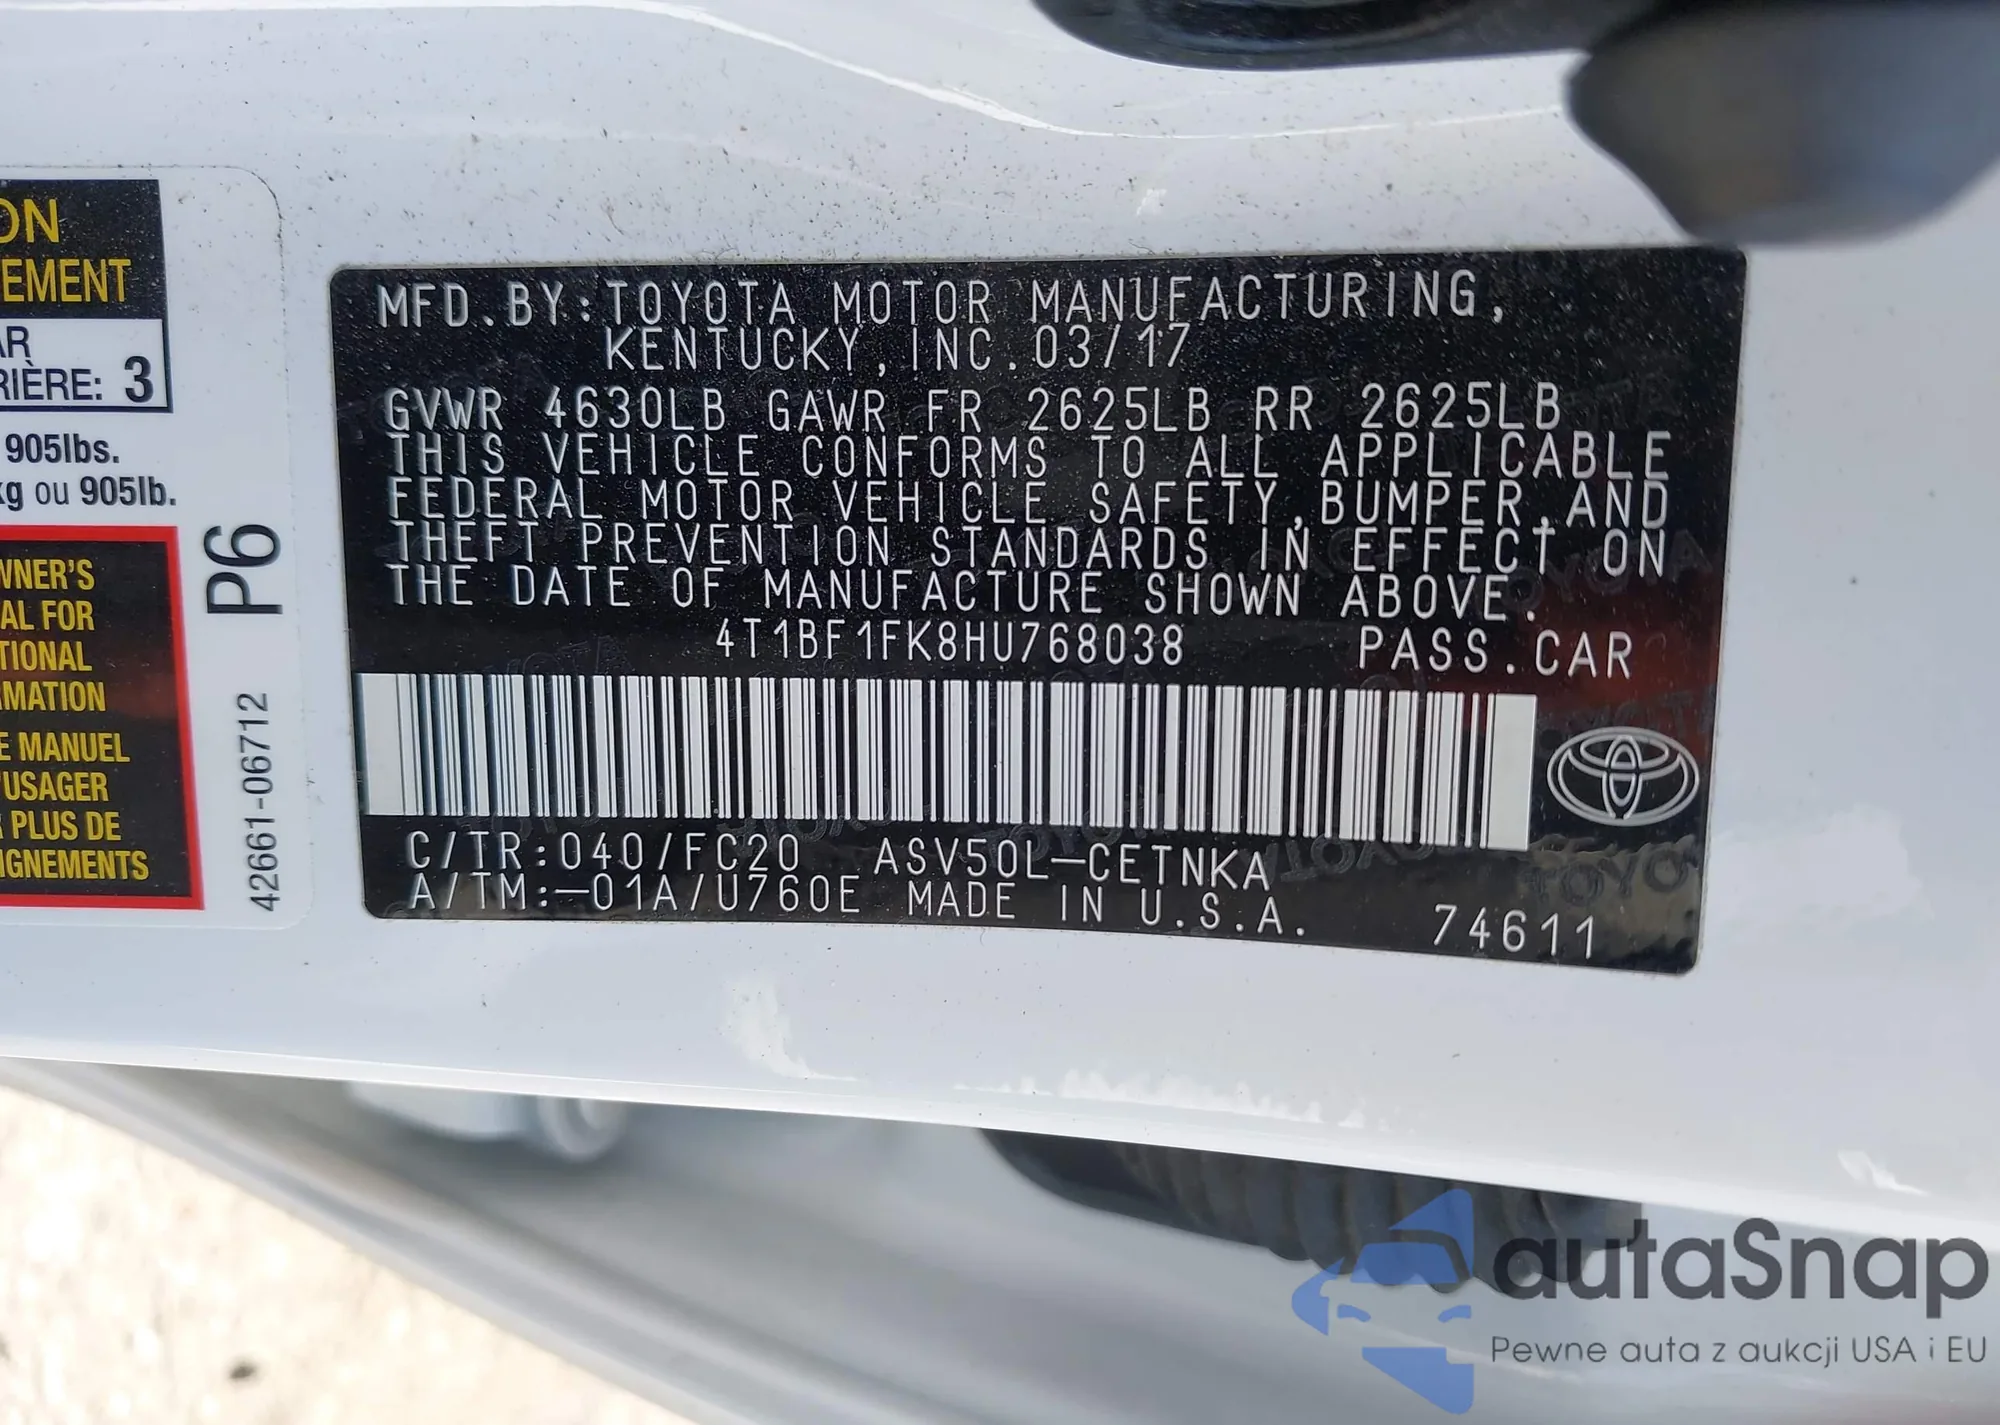 ON
EMENT
AR
RIÈRE: 3
905lbs.
kg ou 905lb.
WNER'S
AL FOR
TIONAL
RMATION
E MANUEL
'USAGER
R PLUS DE
IGNEMENTS
P6
42661-06712
MFD.BY:TOYOTA MOTOR MANUFACTURING,
KENTUCKY,INC.03/17
GVWR 4630LB GAWR FR 2625LB RR 2625LB
THIS VEHICLE CONFORMS TO ALL APPLICABLE
FEDERAL MOTOR VEHICLE SAFETY,BUMPER,AND
THEFT PREVENTION STANDARDS IN EFFECT ON
THE DATE OF MANUFACTURE SHOWN ABOVE.
4T1BF1FK8HU768038 PASS.CAR
C/TR:040/FC20 ASV50L-CETNKA
A/TM:-01A/U760E MADE IN U.S.A. 74611
autaSnap
Pewne auta z aukcji USA i EU